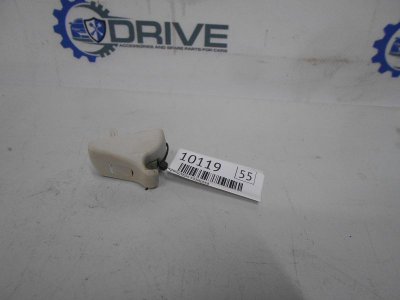 DRIVE
ACCESSORIES AND SPARE PARTS FOR CARS
10119
55